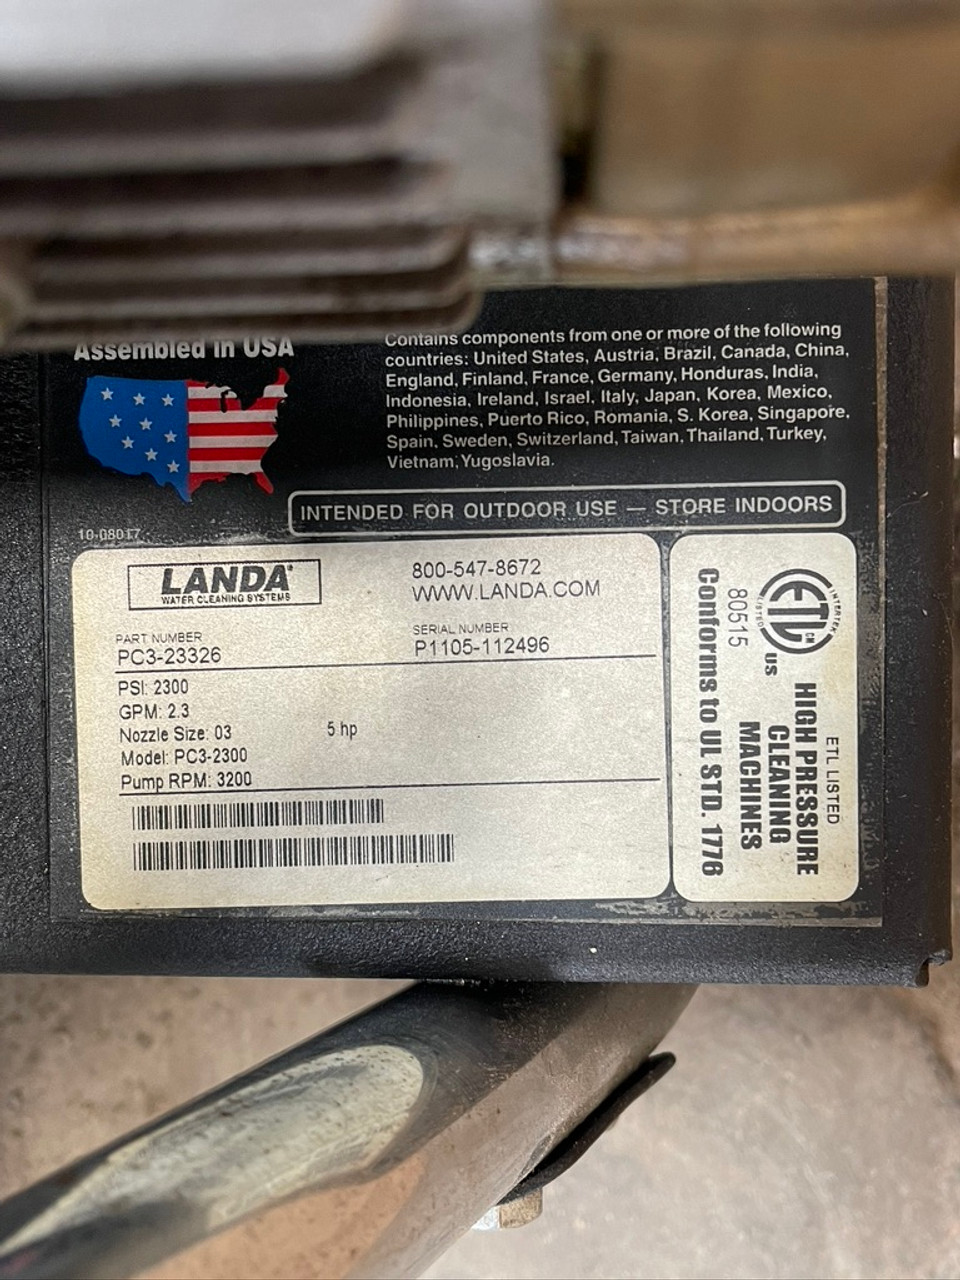 Assembled in USA
Contains components from one or more of the following
countries: United States, Austria, Brazil, Canada, China,
England, Finland, France, Germany, Honduras, India,
Indonesia, Ireland, Israel, Italy, Japan, Korea, Mexico,
Philippines, Puerto Rico, Romania, S. Korea, Singapore,
Spain, Sweden, Switzerland, Taiwan, Thailand, Turkey,
Vietnam, Yugoslavia.
INTENDED FOR OUTDOOR USE — STORE INDOORS
10-08017
LANDA
WATER CLEANING SYSTEMS
800-547-8672
WWW.LANDA.COM
PART NUMBER
PC3-23326
SERIAL NUMBER
P1105-112496
PSI: 2300
GPM: 2.3
Nozzle Size: 03
5 hp
Model: PC3-2300
Pump RPM: 3200
INTERTEK
ETL
CM
LISTED
US
80515
ETL LISTED
HIGH PRESSURE
CLEANING
MACHINES
Conforms to UL STD. 1776